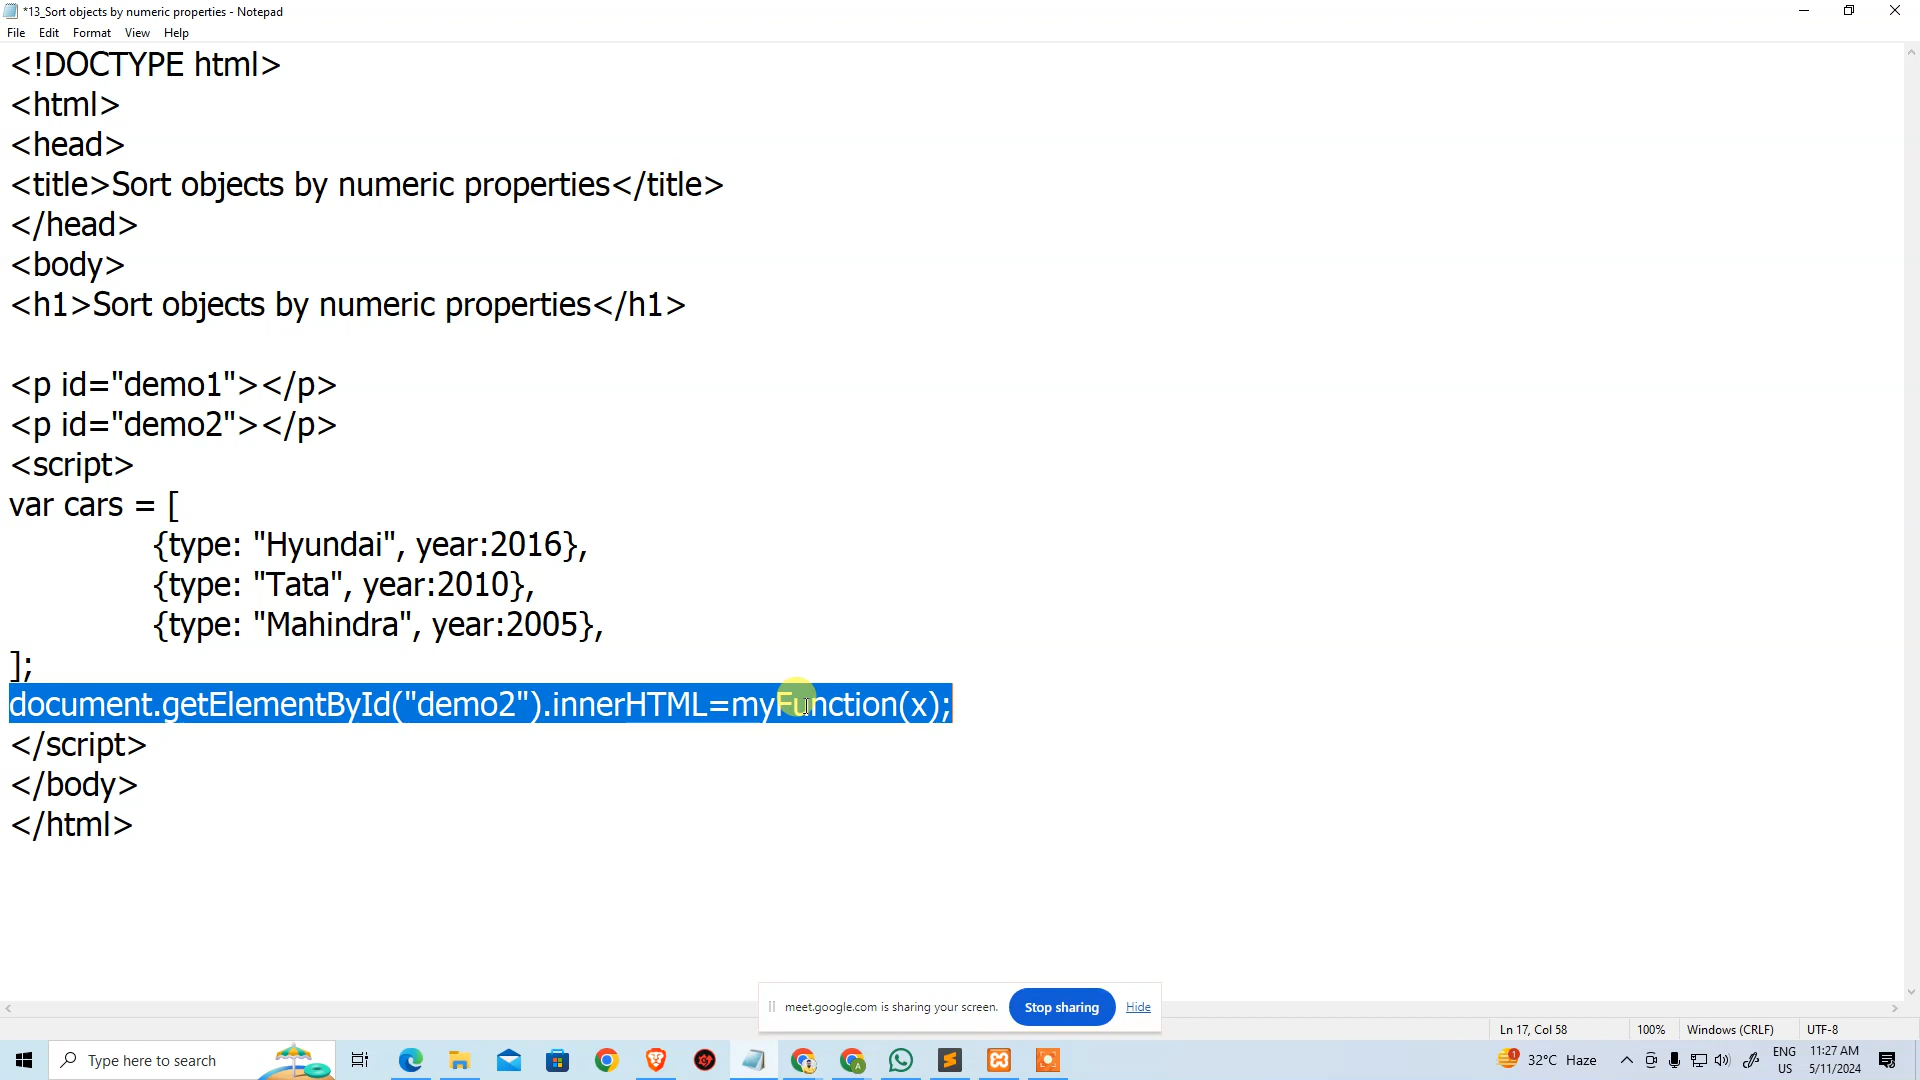 *13_Sort objects by numeric properties - Notepad
File Edit Format View Help
<!DOCTYPE html>
<html>
<head>
<title>Sort objects by numeric properties</title>
</head>
<body>
<h1>Sort objects by numeric properties</h1>
<p id="demo1"></p>
<p id="demo2"></p>
<script>
var cars = [
{type: "Hyundai", year:2016},
{type: "Tata", year:2010},
{type: "Mahindra", year:2005},
];
document.getElementById("demo2").innerHTML=myFunction(x);
</script>
</body>
</html>
meet.google.com is sharing your screen. Stop sharing Hide
Ln 17, Col 58 100% Windows (CRLF) UTF-8
Type here to search
1 32°C Haze
ENG US
11:27 AM
5/11/2024